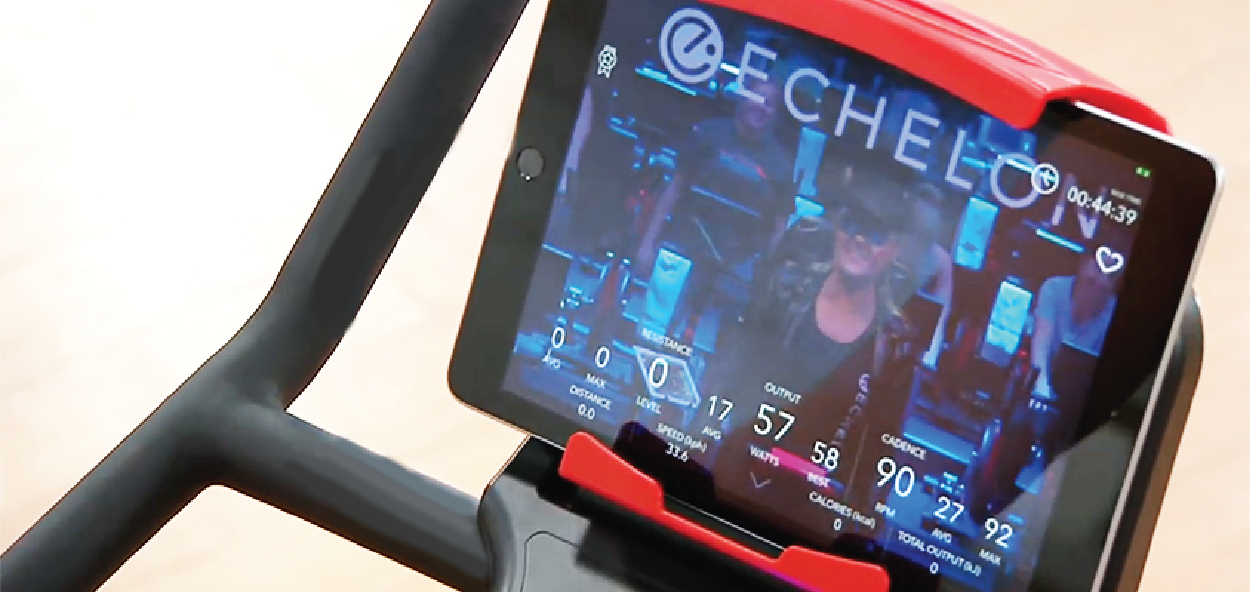 ECHELON
00:44:39
RESISTANCE
0
AVG
0
MAX
0
LEVEL
DISTANCE
0.0
SPEED (kph)
33.6
OUTPUT
17
AVG
57
WATTS
58
BEST
CALORIES (kcal)
0
CADENCE
90
RPM
27
AVG
92
MAX
TOTAL OUTPUT (kJ)
0
ECHELON